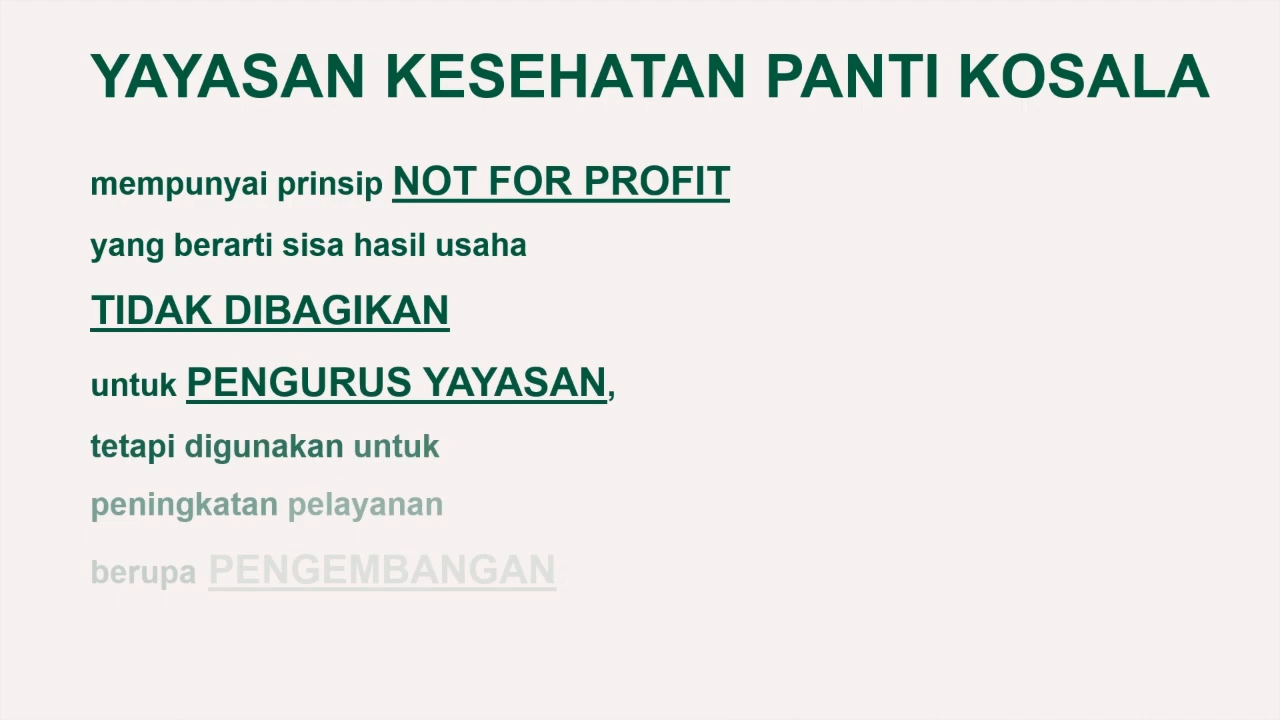 YAYASAN KESEHATAN PANTI KOSALA
mempunyai prinsip NOT FOR PROFIT
yang berarti sisa hasil usaha
TIDAK DIBAGIKAN
untuk PENGURUS YAYASAN,
tetapi digunakan untuk
peningkatan pelayanan
berupa PENGEMBANGAN